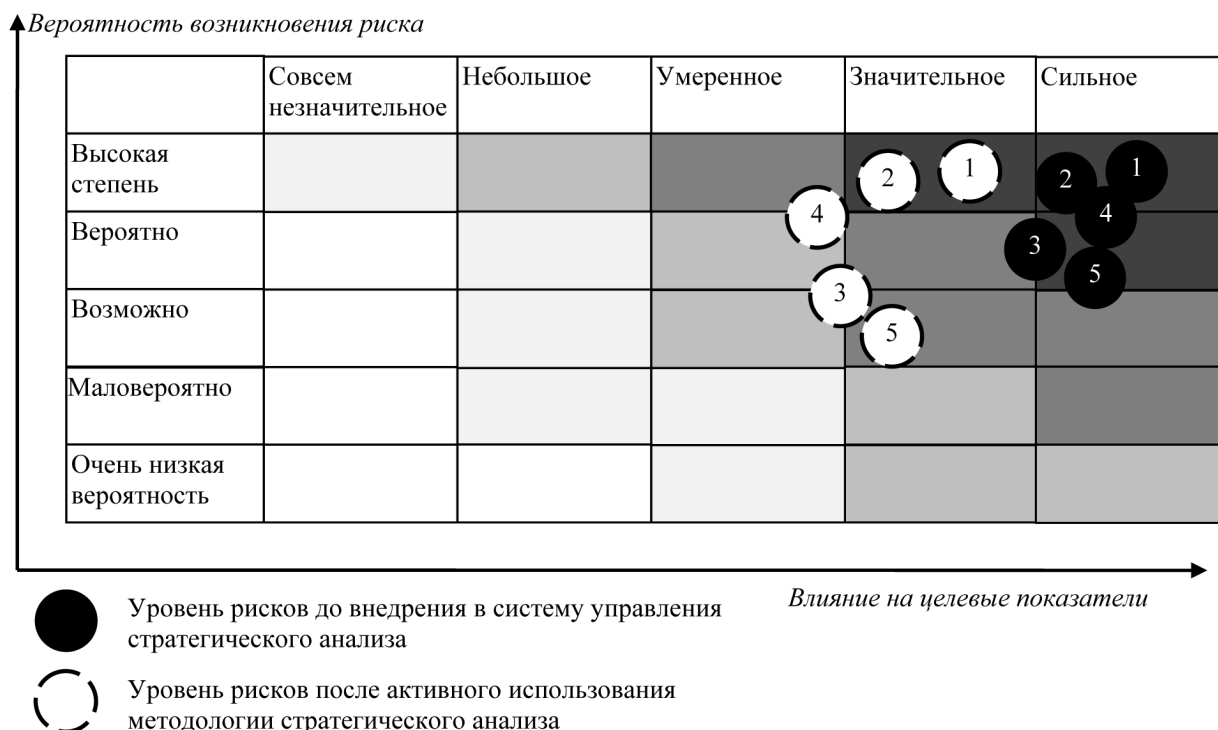 Вероятность возникновения риска
Совсем незначительное
Небольшое
Умеренное
Значительное
Сильное
Высокая степень
1
2
1
2
4
4
Вероятно
3
5
Возможно
3
5
Маловероятно
Очень низкая вероятность
Влияние на целевые показатели
Уровень рисков до внедрения в систему управления
стратегического анализа
Уровень рисков после активного использования
методологии стратегического анализа